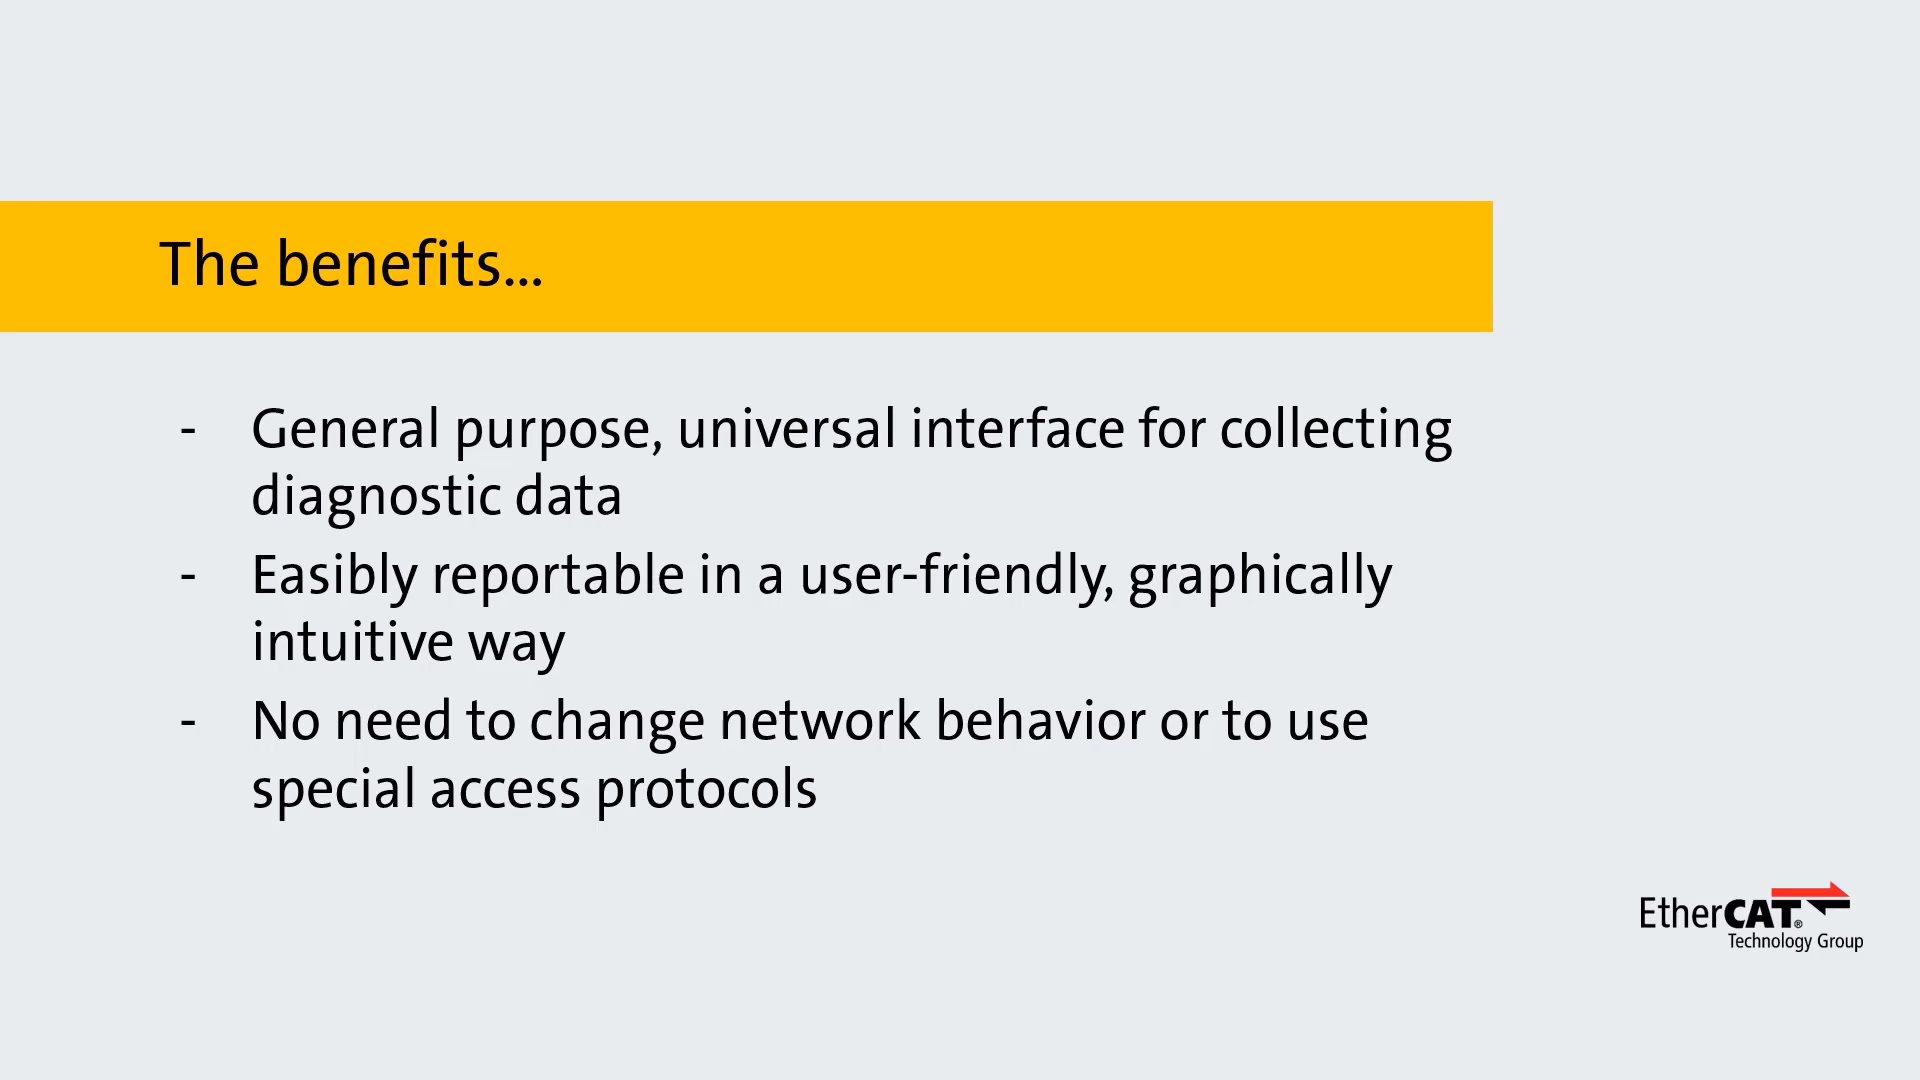 The benefits...
- General purpose, universal interface for collecting
diagnostic data
- Easibly reportable in a user-friendly, graphically
intuitive way
- No need to change network behavior or to use
special access protocols
EtherCAT®
Technology Group